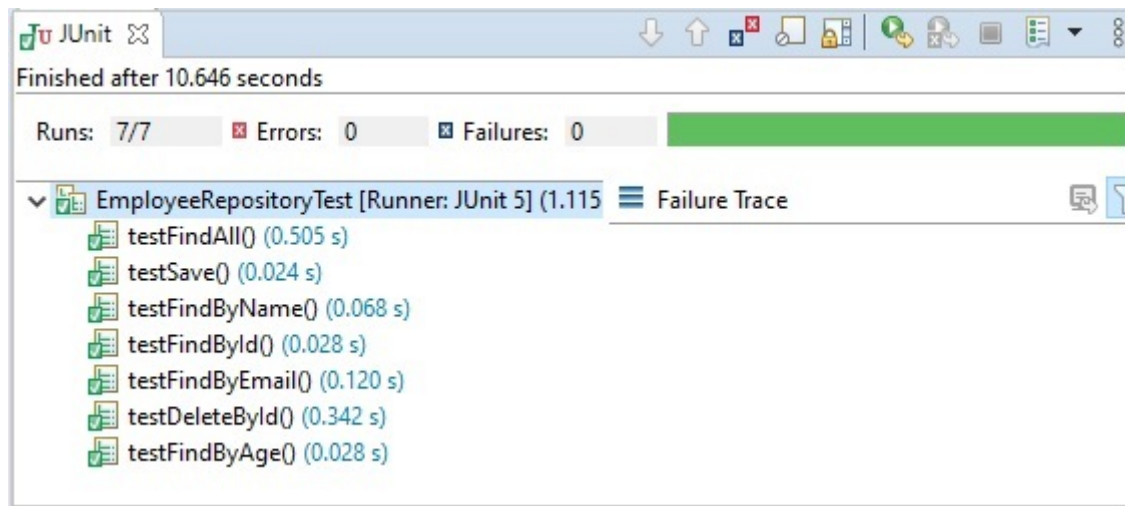 JUnit
Finished after 10.646 seconds
Runs: 7/7 Errors: 0 Failures: 0
EmployeeRepositoryTest [Runner: JUnit 5] (1.115 Failure Trace
testFindAll() (0.505 s)
testSave() (0.024 s)
testFindByName() (0.068 s)
testFindById() (0.028 s)
testFindByEmail() (0.120 s)
testDeleteById() (0.342 s)
testFindByAge() (0.028 s)